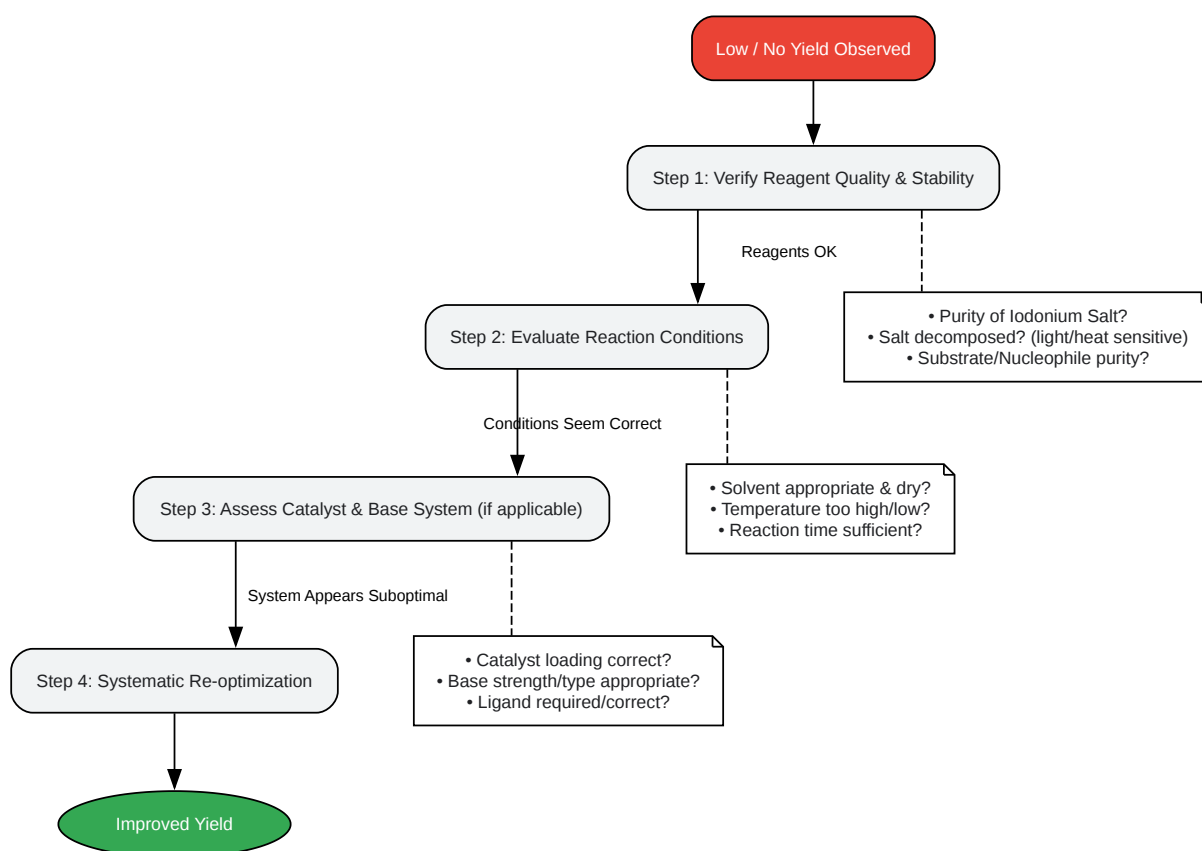 Low / No Yield Observed
Step 1: Verify Reagent Quality & Stability
Reagents OK
• Purity of Iodonium Salt?
• Salt decomposed? (light/heat sensitive)
• Substrate/Nucleophile purity?
Step 2: Evaluate Reaction Conditions
Conditions Seem Correct
• Solvent appropriate & dry?
• Temperature too high/low?
• Reaction time sufficient?
Step 3: Assess Catalyst & Base System (if applicable)
System Appears Suboptimal
• Catalyst loading correct?
• Base strength/type appropriate?
• Ligand required/correct?
Step 4: Systematic Re-optimization
Improved Yield